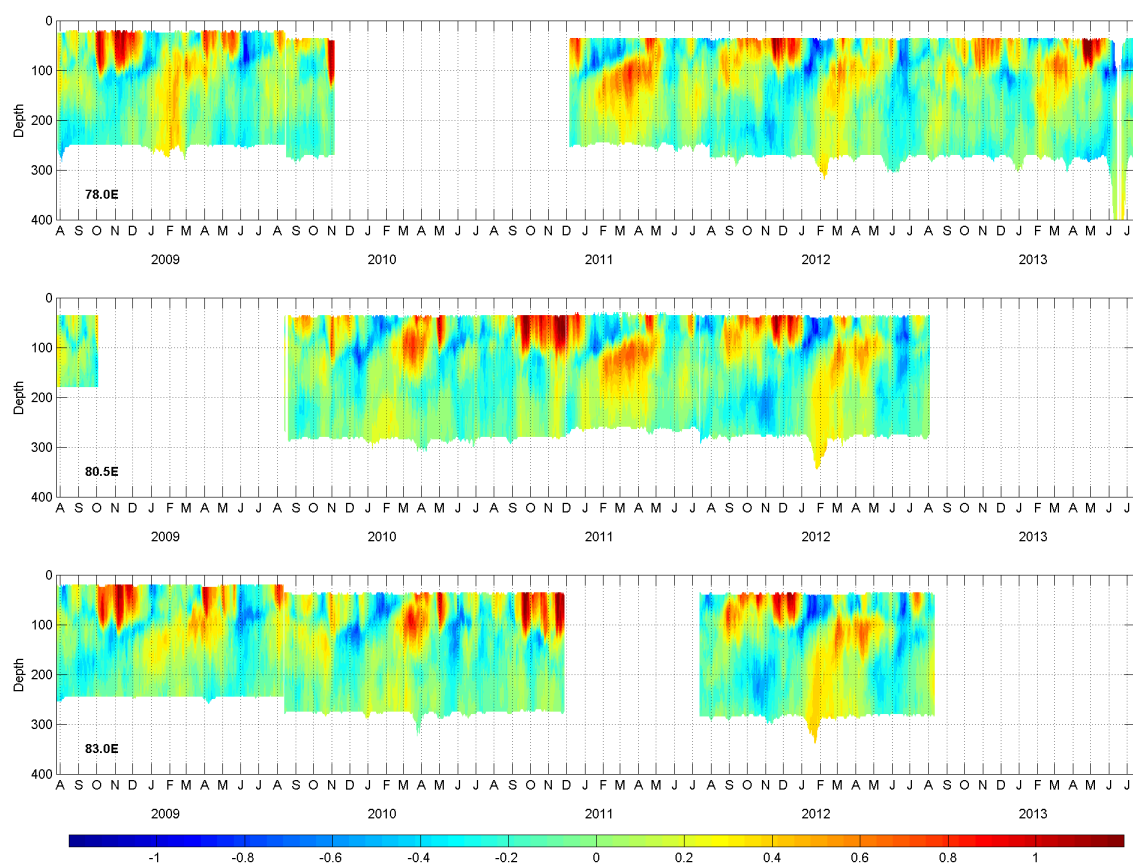 0
100
200
300
400
Depth
78.0E
A S O N D J F M A M J J A S O N D J F M A M J J A S O N D J F M A M J J A S O N D J F M A M J J A S O N D J F M A M J J
2009 2010 2011 2012 2013
0
100
200
300
400
Depth
80.5E
A S O N D J F M A M J J A S O N D J F M A M J J A S O N D J F M A M J J A S O N D J F M A M J J A S O N D J F M A M J J
2009 2010 2011 2012 2013
0
100
200
300
400
Depth
83.0E
A S O N D J F M A M J J A S O N D J F M A M J J A S O N D J F M A M J J A S O N D J F M A M J J A S O N D J F M A M J J
2009 2010 2011 2012 2013
-1 -0.8 -0.6 -0.4 -0.2 0 0.2 0.4 0.6 0.8 1